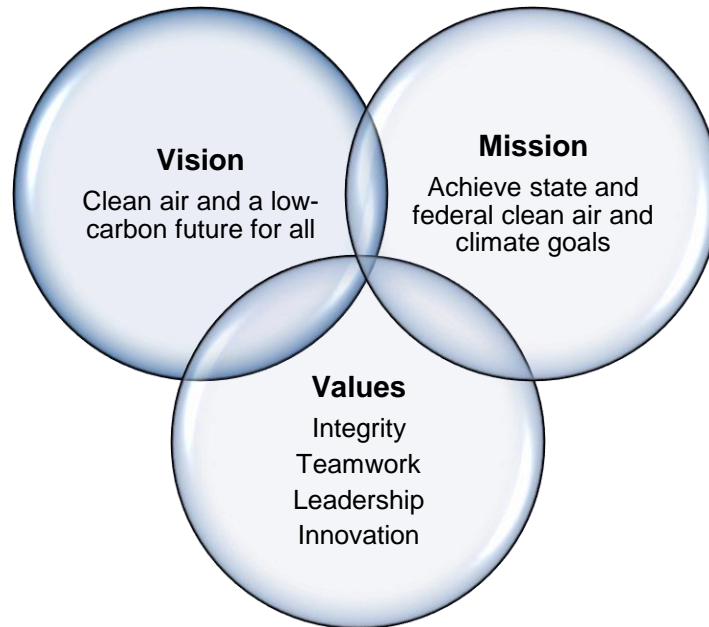 Vision
Clean air and a low-
carbon future for all
Mission
Achieve state and
federal clean air and
climate goals
Values
Integrity
Teamwork
Leadership
Innovation